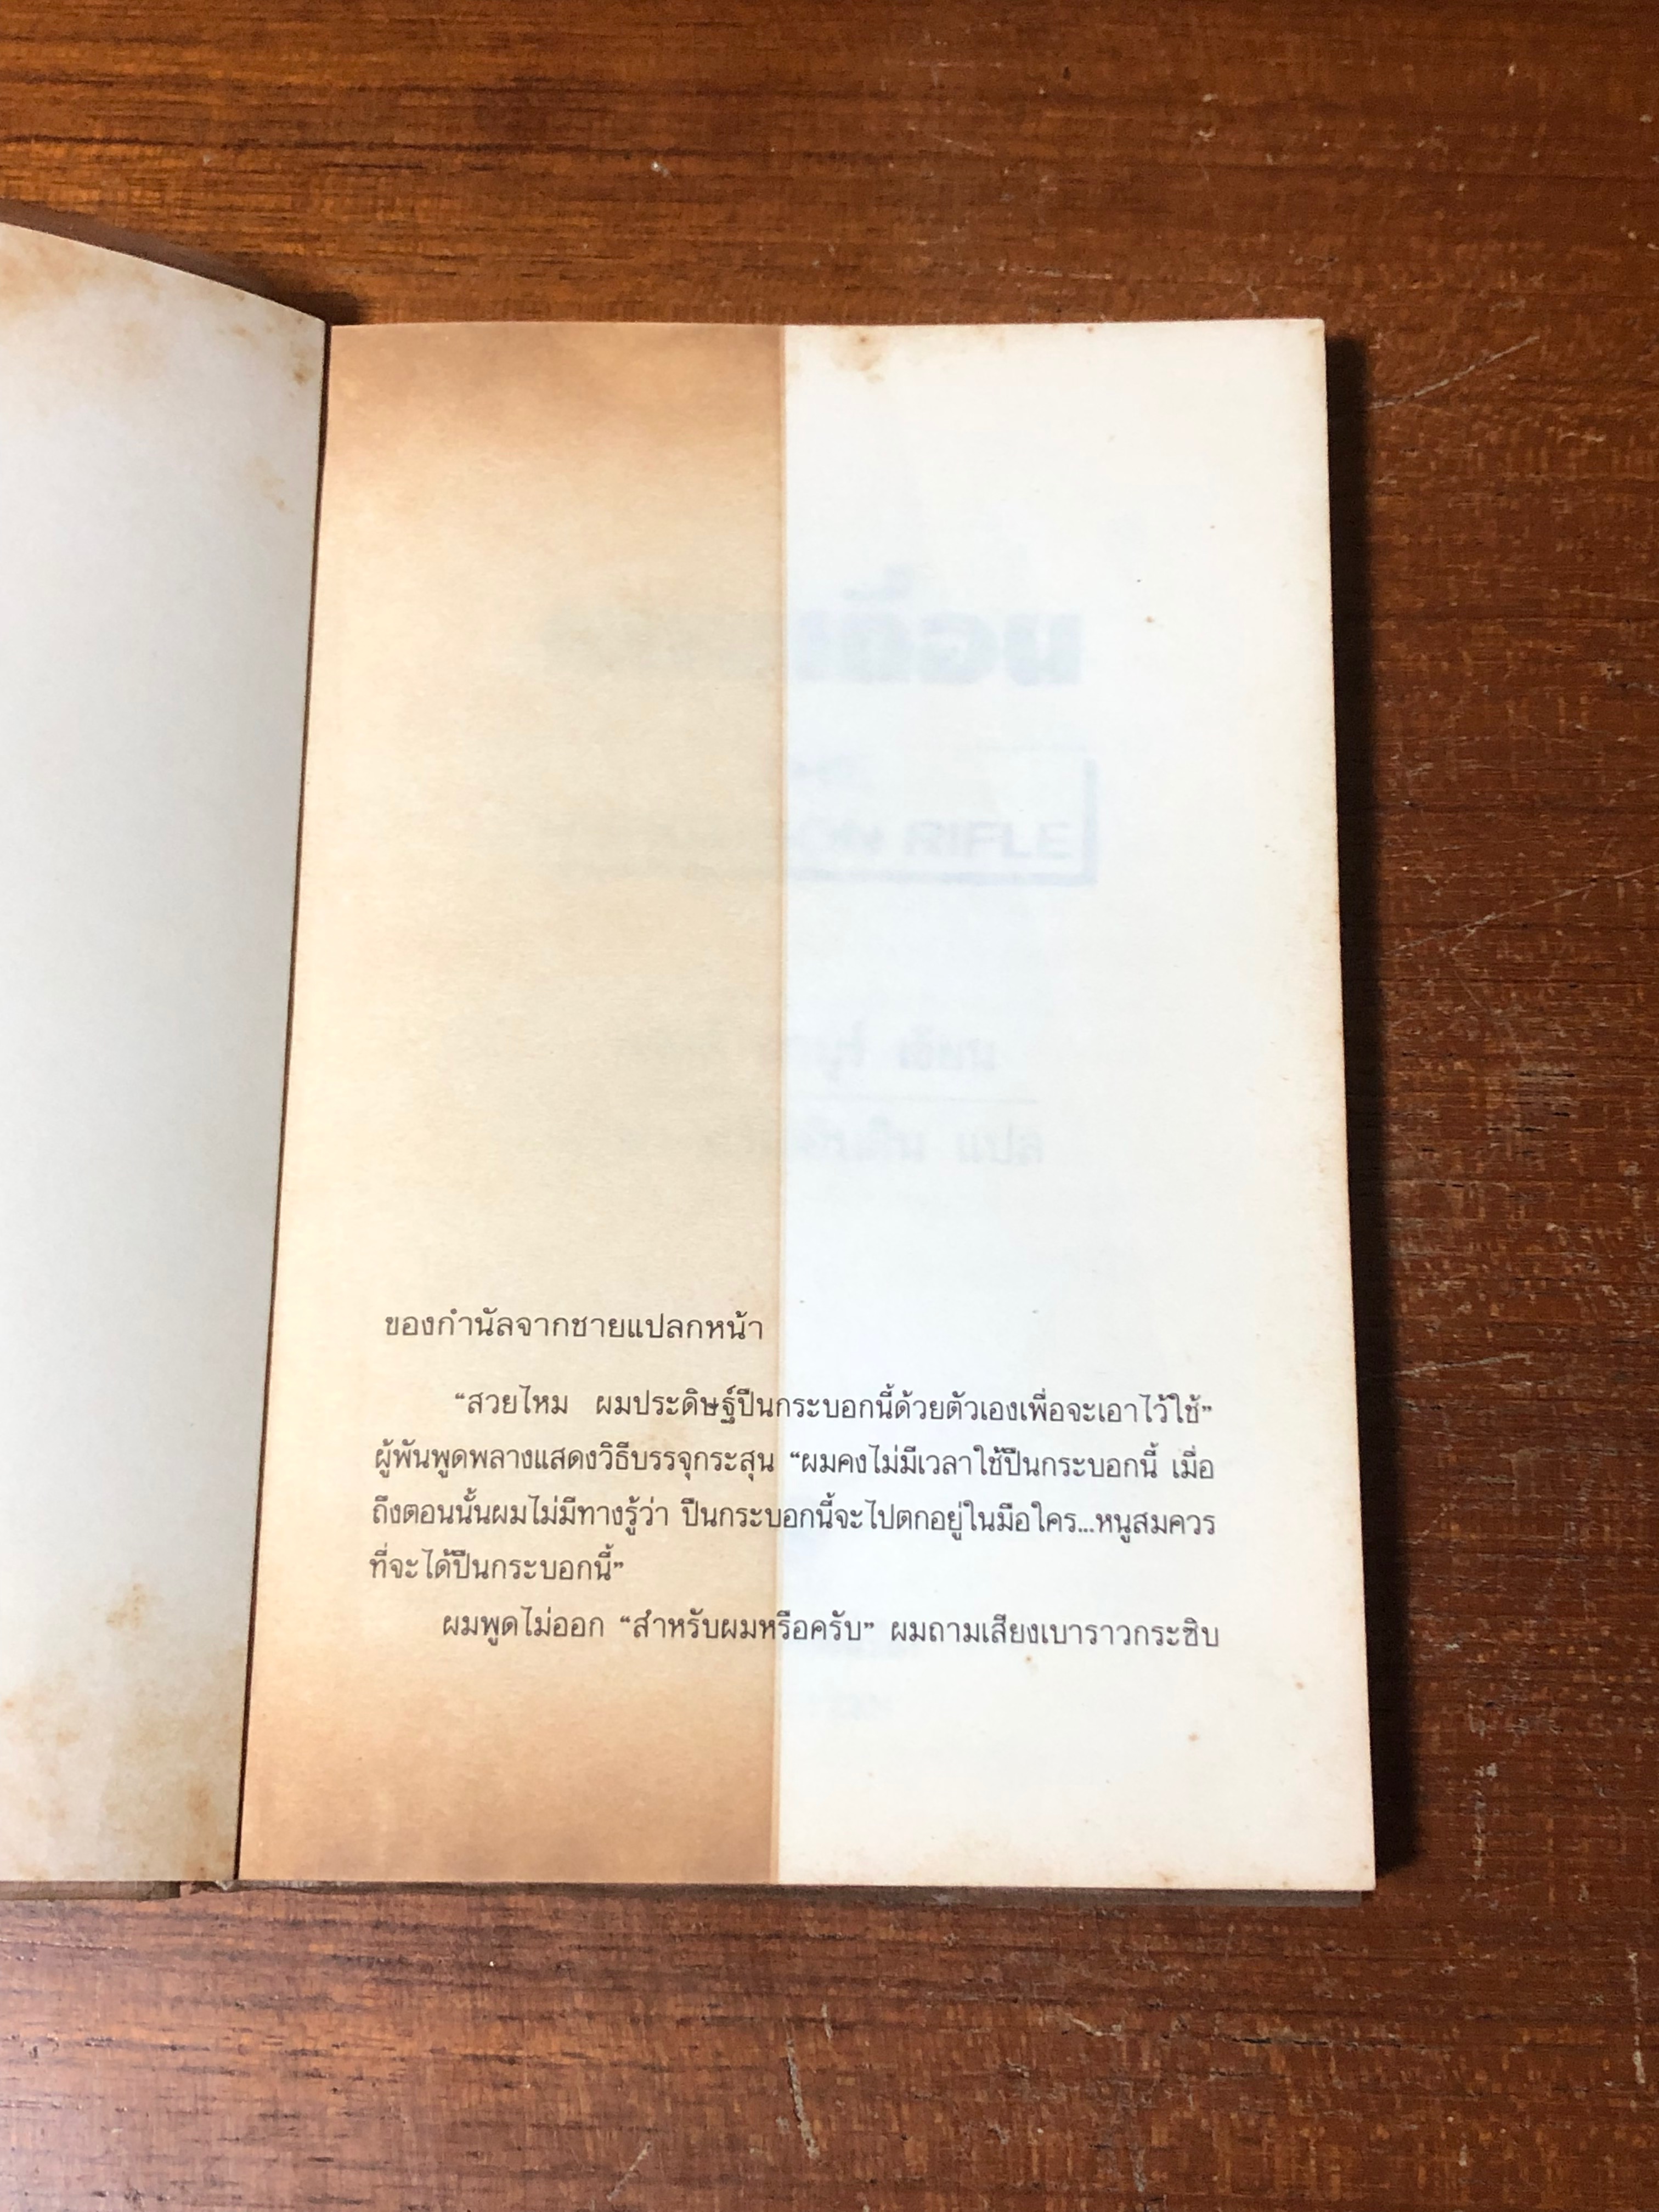 RIFLE
แปล
ของกำนัลจากชายแปลกหน้า
“สวยไหม ผมประดิษฐ์ปืนกระบอกนี้ด้วยตัวเองเพื่อจะเอาไว้ใช้”
ผู้พันพูดพลางแสดงวิธีบรรจุกระสุน “ผมคงไม่มีเวลาใช้ปืนกระบอกนี้ เมื่อ
ถึงตอนนั้นผมไม่มีทางรู้ว่า ปืนกระบอกนี้จะไปตกอยู่ในมือใคร...หนูสมควร
ที่จะได้ปืนกระบอกนี้”
ผมพูดไม่ออก “สำหรับผมหรือครับ” ผมถามเสียงเบาราวกระซิบ